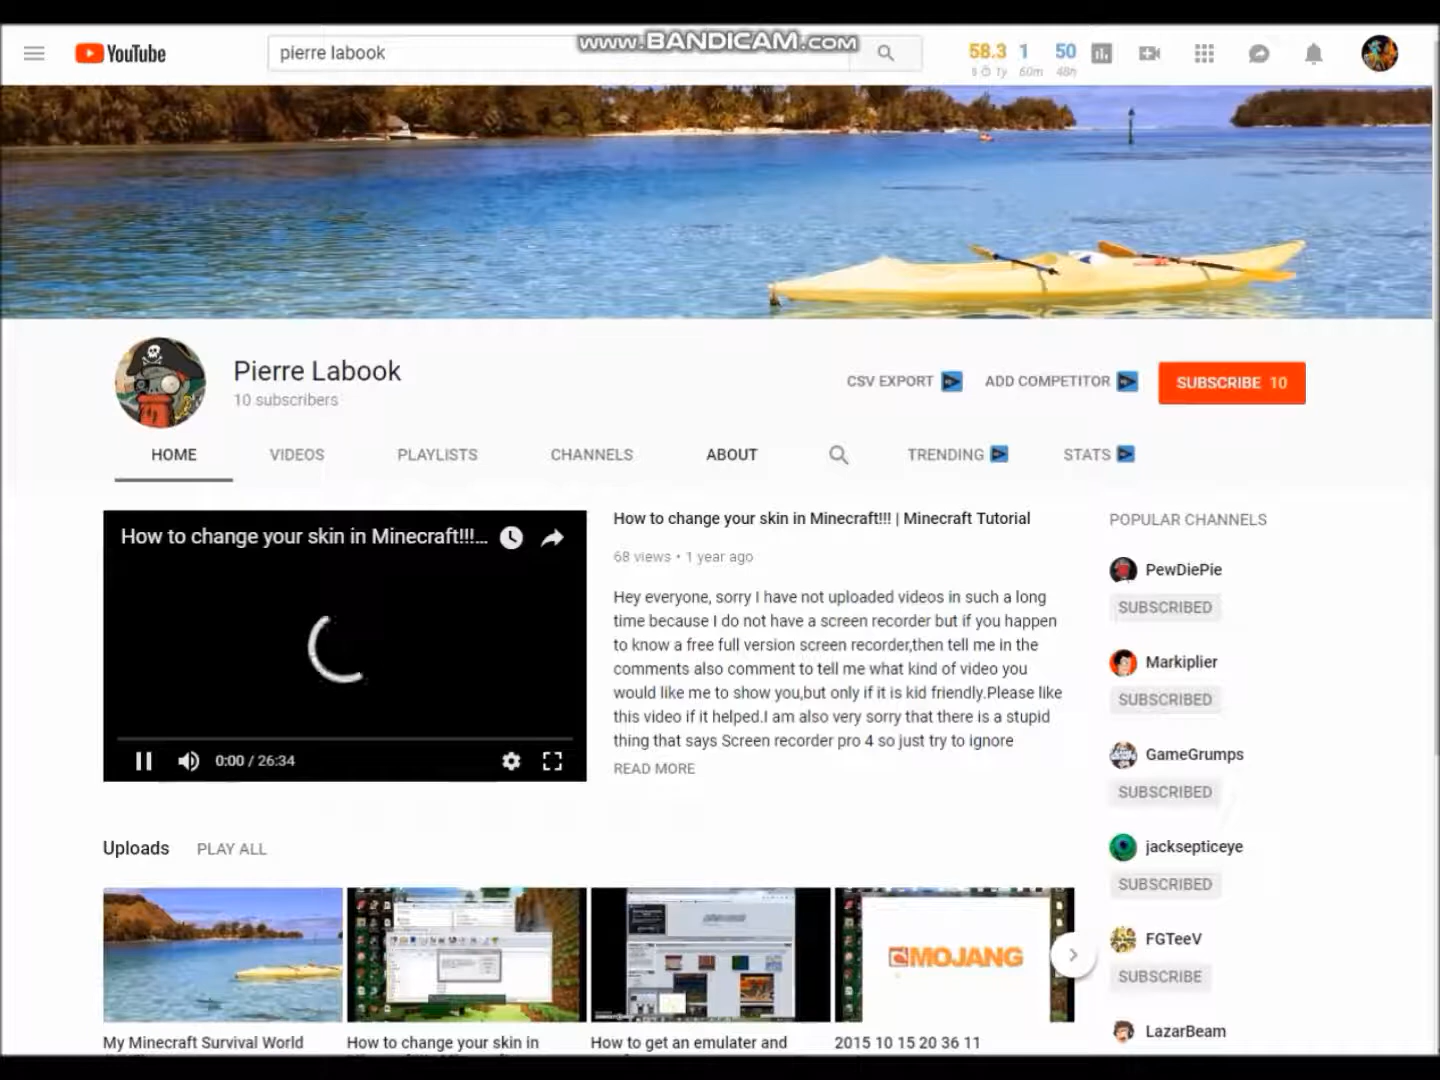 YouTube
pierre labook
www.BANDICAM.com
58.3 1 50
1y 60m 48h
Pierre Labook
10 subscribers
CSV EXPORT
ADD COMPETITOR
SUBSCRIBE 10
HOME
VIDEOS
PLAYLISTS
CHANNELS
ABOUT
TRENDING
STATS
How to change your skin in Minecraft!!!...
0:00 / 26:34
How to change your skin in Minecraft!!! | Minecraft Tutorial
68 views • 1 year ago
Hey everyone, sorry I have not uploaded videos in such a long
time because I do not have a screen recorder but if you happen
to know a free full version screen recorder,then tell me in the
comments also comment to tell me what kind of video you
would like me to show you,but only if it is kid friendly.Please like
this video if it helped.I am also very sorry that there is a stupid
thing that says Screen recorder pro 4 so just try to ignore
READ MORE
POPULAR CHANNELS
PewDiePie
SUBSCRIBED
Markiplier
SUBSCRIBED
GameGrumps
SUBSCRIBED
jacksepticeye
SUBSCRIBED
FGTeeV
SUBSCRIBE
LazarBeam
Uploads
PLAY ALL
MOJANG
My Minecraft Survival World
How to change your skin in
How to get an emulater and
2015 10 15 20 36 11